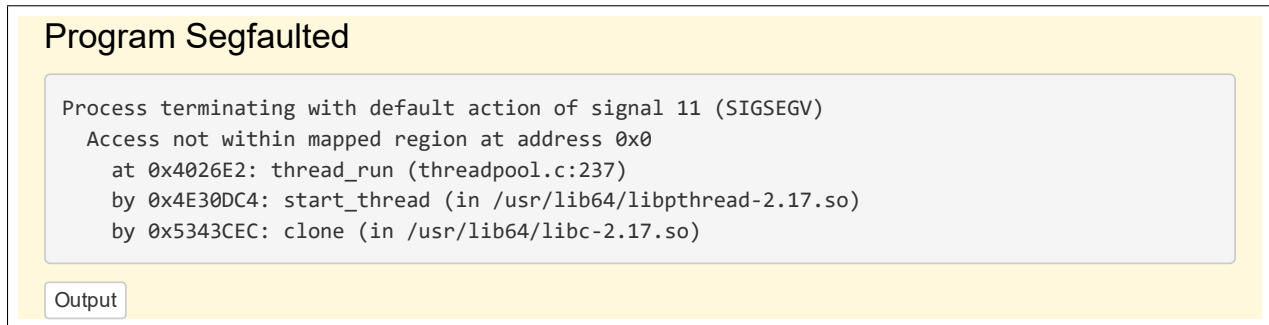 Program Segfaulted
Process terminating with default action of signal 11 (SIGSEGV)
Access not within mapped region at address 0x0
at 0x4026E2: thread_run (threadpool.c:237)
by 0x4E30DC4: start_thread (in /usr/lib64/libpthread-2.17.so)
by 0x5343CEC: clone (in /usr/lib64/libc-2.17.so)
Output